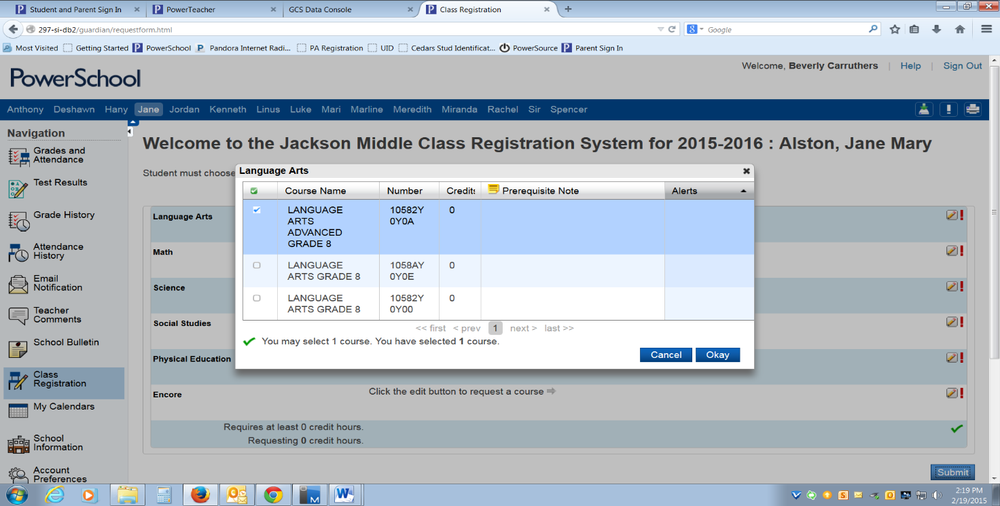 Student and Parent Sign In
PowerTeacher
GCS Data Console
Class Registration
297-si-db2/guardian/requestform.html
Google
Most Visited
Getting Started
PowerSchool
Pandora Internet Radi...
PA Registration
UID
Cedars Stud Identificat...
PowerSource
Parent Sign In
PowerSchool
Welcome, Beverly Carruthers | Help | Sign Out
Anthony Deshawn Hany Jane Jordan Kenneth Linus Luke Mari Marline Meredith Miranda Rachel Sir Spencer
Navigation
Grades and
Attendance
Test Results
Grade History
Attendance
History
Email
Notification
Teacher
Comments
School Bulletin
Class
Registration
My Calendars
School
Information
Account
Preferences
Welcome to the Jackson Middle Class Registration System for 2015-2016 : Alston, Jane Mary
Student must choose
Language Arts
Math
Science
Social Studies
Physical Education
Encore
Click the edit button to request a course
Requires at least 0 credit hours.
Requesting 0 credit hours.
Submit
Language Arts
Course Name Number Credits Prerequisite Note Alerts
LANGUAGE
ARTS
ADVANCED
GRADE 8
10582Y
0Y0A
0
LANGUAGE
ARTS GRADE 8
1058AY
0Y0E
0
LANGUAGE
ARTS GRADE 8
10582Y
0Y00
0
<< first < prev 1 next > last >>
You may select 1 course. You have selected 1 course.
Cancel
Okay
2:19 PM
2/19/2015